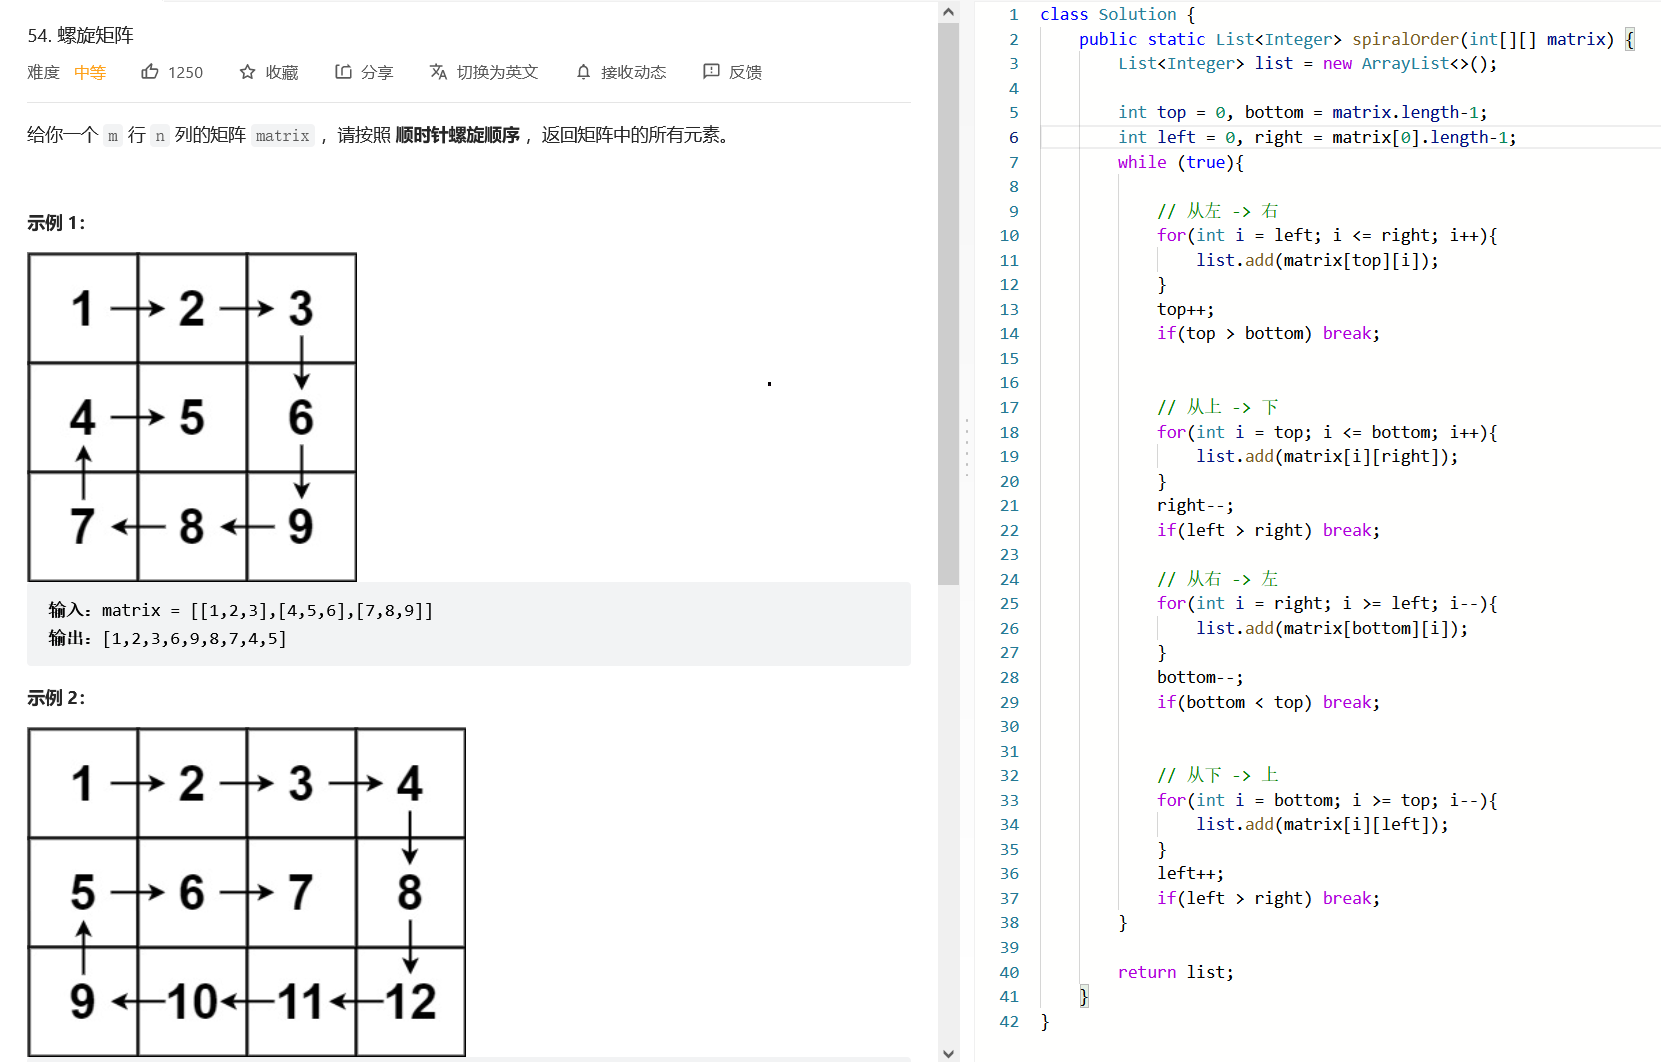 54. 螺旋矩阵
难度 中等 1250 收藏 分享 切换为英文 接收动态 反馈
给你一个 m 行 n 列的矩阵 matrix ，请按照 顺时针螺旋顺序 ，返回矩阵中的所有元素。
示例 1：
1 2 3
4 5 6
7 8 9
输入：matrix = [[1,2,3],[4,5,6],[7,8,9]]
输出：[1,2,3,6,9,8,7,4,5]
示例 2：
1 2 3 4
5 6 7 8
9 10 11 12
1 class Solution {
2 public static List<Integer> spiralOrder(int[][] matrix) {
3 List<Integer> list = new ArrayList<>();
4
5 int top = 0, bottom = matrix.length-1;
6 int left = 0, right = matrix[0].length-1;
7 while (true){
8
9 // 从左 -> 右
10 for(int i = left; i <= right; i++){
11 list.add(matrix[top][i]);
12 }
13 top++;
14 if(top > bottom) break;
15
16
17 // 从上 -> 下
18 for(int i = top; i <= bottom; i++){
19 list.add(matrix[i][right]);
20 }
21 right--;
22 if(left > right) break;
23
24 // 从右 -> 左
25 for(int i = right; i >= left; i--){
26 list.add(matrix[bottom][i]);
27 }
28 bottom--;
29 if(bottom < top) break;
30
31
32 // 从下 -> 上
33 for(int i = bottom; i >= top; i--){
34 list.add(matrix[i][left]);
35 }
36 left++;
37 if(left > right) break;
38 }
39
40 return list;
41 }
42 }